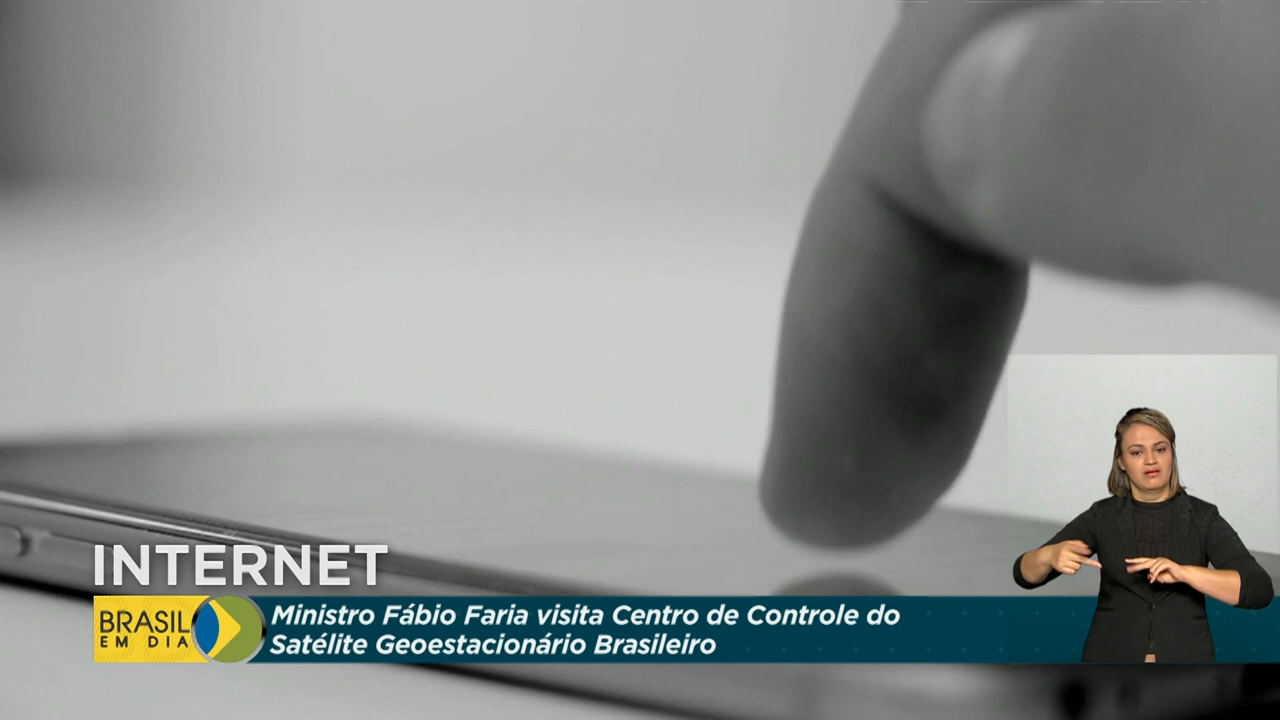 INTERNET
BRASIL
EM DIA
Ministro Fábio Faria visita Centro de Controle do
Satélite Geoestacionário Brasileiro